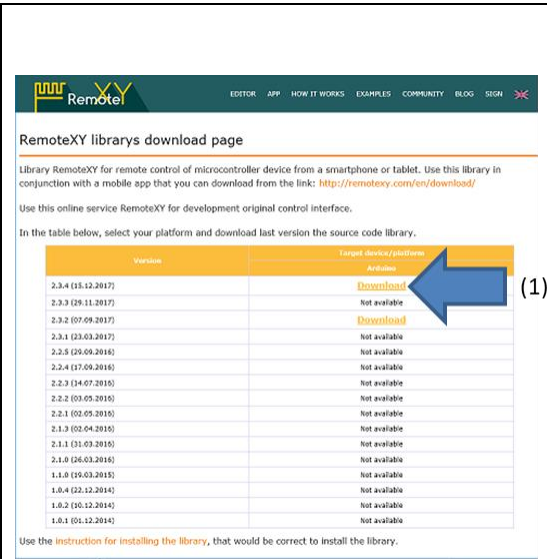 RemoteXY EDITOR APP HOW IT WORKS EXAMPLES COMMUNITY BLOG SIGN
RemoteXY librarys download page
Library RemoteXY for remote control of microcontroller device from a smartphone or tablet. Use this library in
conjunction with a mobile app that you can download from the link: http://remotexy.com/en/download/
Use this online service RemoteXY for development original control interface.
In the table below, select your platform and download last version the source code library.
Version Target device/platform
Arduino
2.3.4 (15.12.2017) Download (1)
2.3.3 (29.11.2017) Not available
2.3.2 (07.09.2017) Download
2.3.1 (23.03.2017) Not available
2.2.5 (29.09.2016) Not available
2.2.4 (17.09.2016) Not available
2.2.3 (14.07.2016) Not available
2.2.2 (03.05.2016) Not available
2.2.1 (02.05.2016) Not available
2.1.3 (02.04.2016) Not available
2.1.1 (31.03.2016) Not available
2.1.0 (26.03.2016) Not available
1.1.0 (19.03.2015) Not available
1.0.4 (22.12.2014) Not available
1.0.2 (10.12.2014) Not available
1.0.1 (01.12.2014) Not available
Use the instruction for installing the library, that would be correct to install the library.